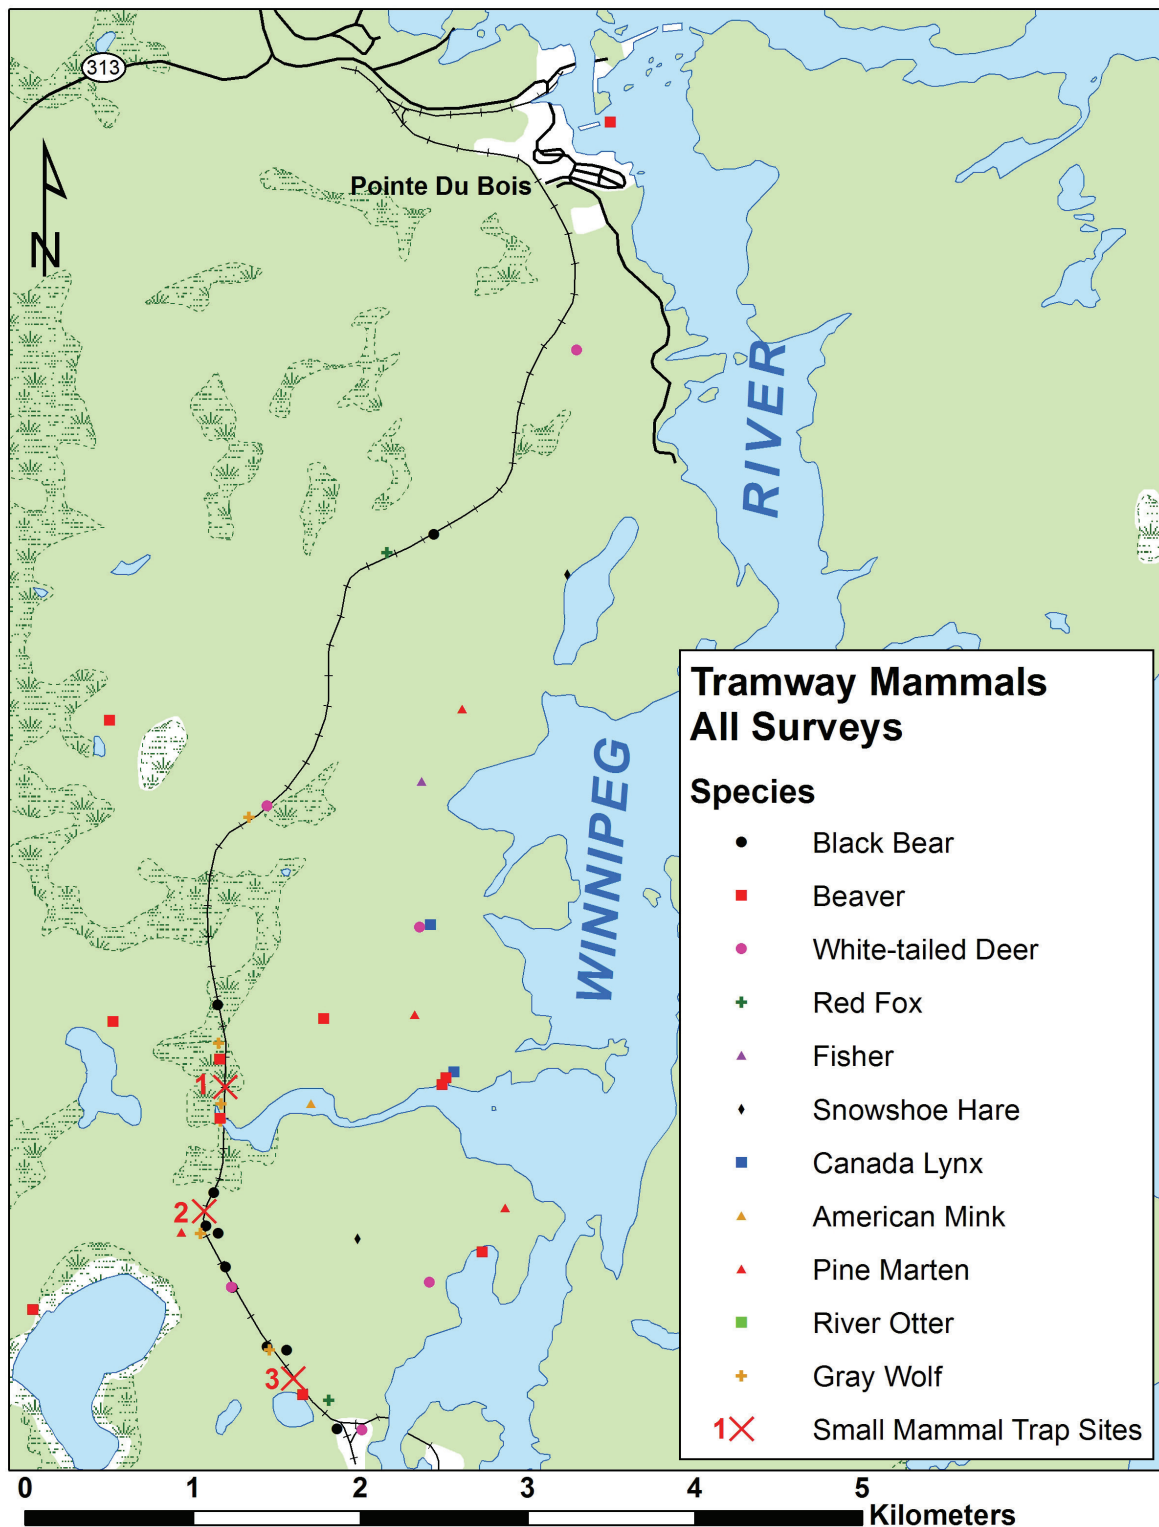 313
Pointe Du Bois
N
RIVER
WINNIPEG
1
2
3
Tramway Mammals
All Surveys
Species
Black Bear
Beaver
White-tailed Deer
Red Fox
Fisher
Snowshoe Hare
Canada Lynx
American Mink
Pine Marten
River Otter
Gray Wolf
1 Small Mammal Trap Sites
0 1 2 3 4 5
Kilometers